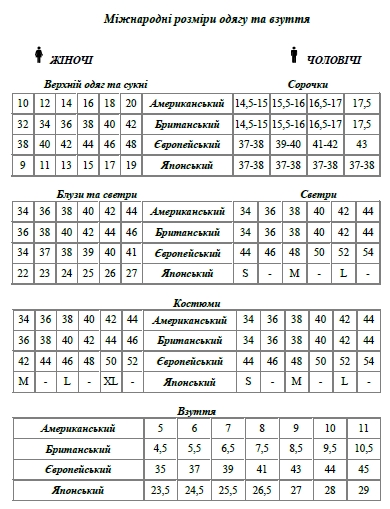 Міжнародні розміри одягу та взуття
ЖІНОЧІ ЧОЛОВІЧІ
Верхній одяг та сукні Сорочки
10 12 14 16 18 20 Американський 14,5-15 15,5-16 16,5-17 17,5
32 34 36 38 40 42 Британський 14,5-15 15,5-16 16,5-17 17,5
38 40 42 44 46 48 Європейський 37-38 39-40 41-42 43
9 11 13 15 17 19 Японський 37-38 37-38 37-38 37-38
Блузи та светри Светри
34 36 38 40 42 44 Американський 34 36 38 40 42 44
36 38 40 42 44 46 Британський 34 36 38 40 42 44
34 37 38 39 40 41 Європейський 44 46 48 50 52 54
22 23 24 25 26 27 Японський S - M - L -
Костюми
34 36 38 40 42 44 Американський 34 36 38 40 42 44
36 38 40 42 44 46 Британський 34 36 38 40 42 44
42 44 46 48 50 52 Європейський 44 46 48 50 52 54
M - L - XL - Японський S - M - L -
Взуття
Американський 5 6 7 8 9 10 11
Британський 4,5 5,5 6,5 7,5 8,5 9,5 10,5
Європейський 35 37 39 41 43 44 45
Японський 23,5 24,5 25,5 26,5 27 28 29